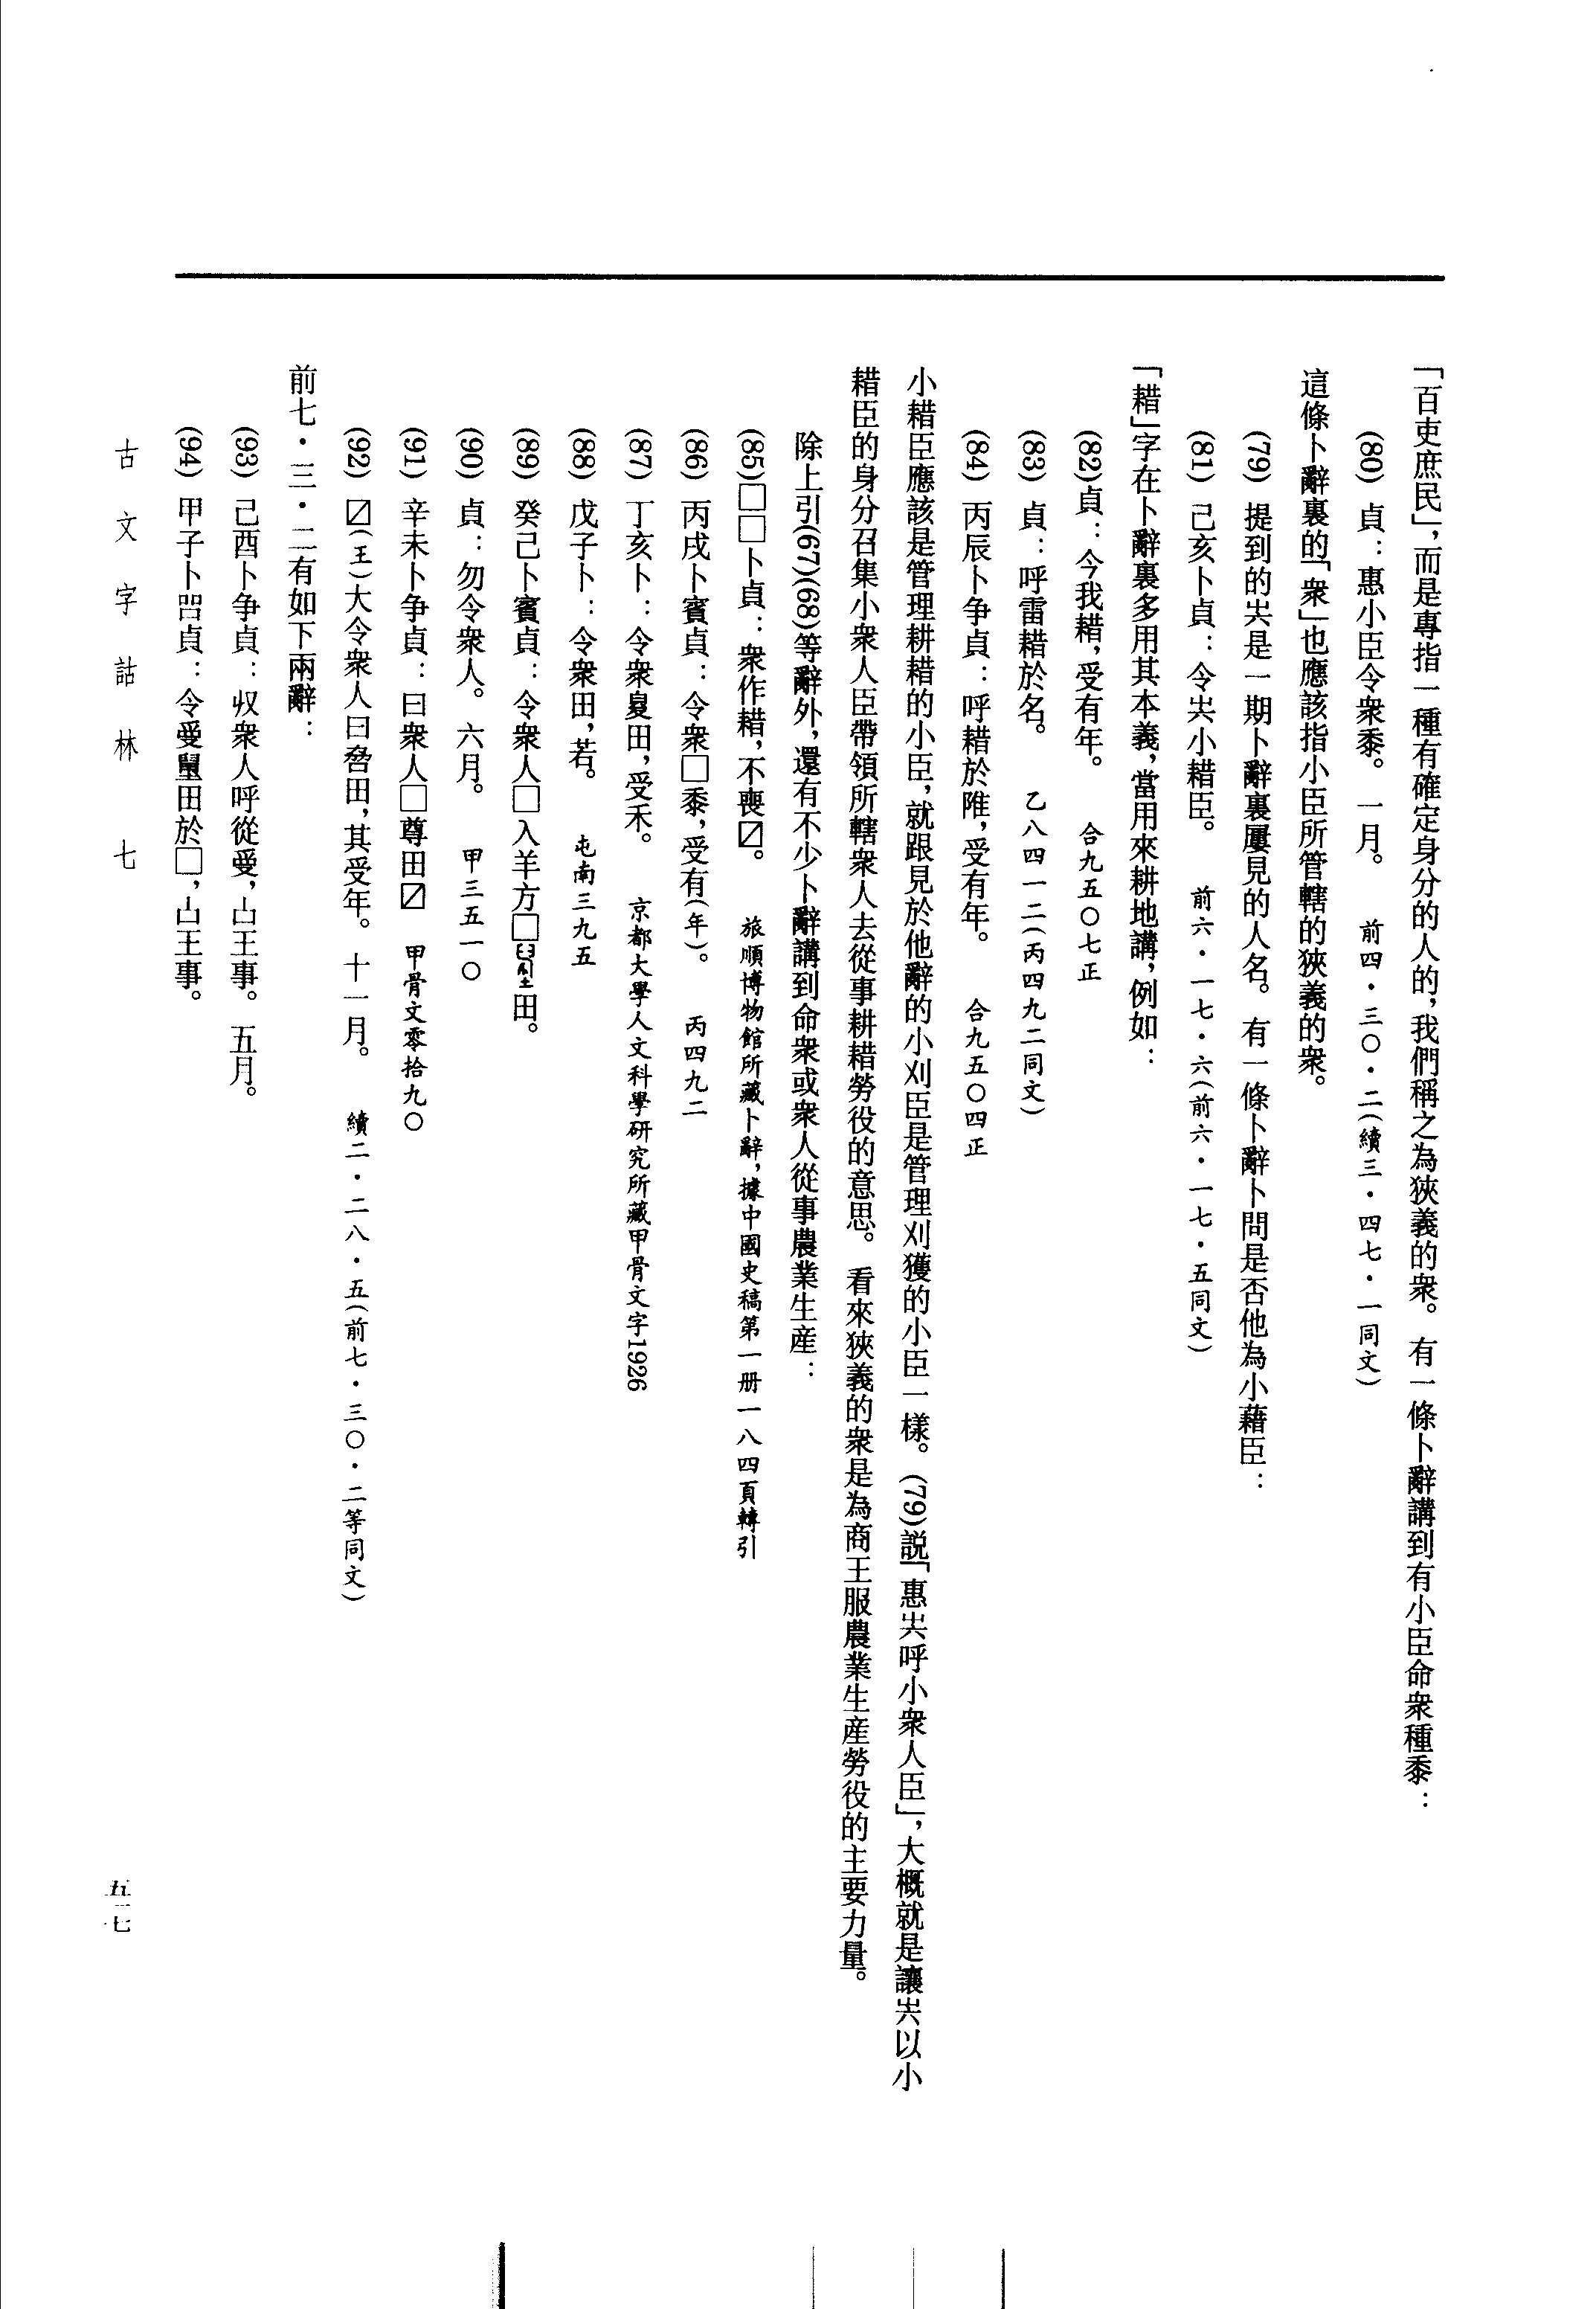 「百吏庶民」，而是專指一種有確定身分的人的，我們稱之為狹義的衆。有一條卜辭講到有小臣命衆種黍：
(80) 貞：惠小臣令衆黍。一月。　前四・三〇・二(續三・四七・一同文)
這條卜辭裏的「衆」也應該指小臣所管轄的狹義的衆。
(79) 提到的㞢是一期卜辭裏屢見的人名。有一條卜辭卜問是否他為小藉臣：
(81) 己亥卜貞：令㞢小耤臣。　前六・一七・六(前六・一七・五同文)
「耤」字在卜辭裏多用其本義，當用來耕地講，例如：
(82)貞：今我耤，受有年。　合九五〇七正
(83) 貞：呼雷耤於名。　乙八四一二(丙四九二同文)
(84) 丙辰卜争貞：呼耤於陮，受有年。　合九五〇四正
小耤臣應該是管理耕耤的小臣，就跟見於他辭的小刈臣是管理刈獲的小臣一樣。(79)説「惠㞢呼小衆人臣」，大概就是讓㞢以小
耤臣的身分召集小衆人臣帶領所轄衆人去從事耕耤勞役的意思。看來狹義的衆是為商王服農業生産勞役的主要力量。
除上引(67)(68)等辭外，還有不少卜辭講到命衆或衆人從事農業生産：
(85)□□卜貞：衆作耤，不喪〼。　旅順博物館所藏卜辭，據中國史稿第一册一八四頁轉引
(86) 丙戌卜賓貞：令衆□黍，受有(年)。　丙四九二
(87) 丁亥卜：令衆㚆田，受禾。　京都大學人文科學研究所藏甲骨文字1926
(88) 戊子卜：令衆田，若。　屯南三九五
(89) 癸己卜賓貞：令衆人□入羊方□田。
(90) 貞：勿令衆人。六月。　甲三五一〇
(91) 辛未卜争貞：曰衆人□尊田〼　甲骨文零拾九〇
(92) 〼(王)大令衆人曰劦田，其受年。十一月。　續二・二八・五(前七・三〇・二等同文)
前七・三・二有如下兩辭：
(93) 己酉卜争貞：収衆人呼從𠭯，甴王事。五月。
(94) 甲子卜㕣貞：令𠭯田於□，甴王事。
古文字詁林　七
五一七